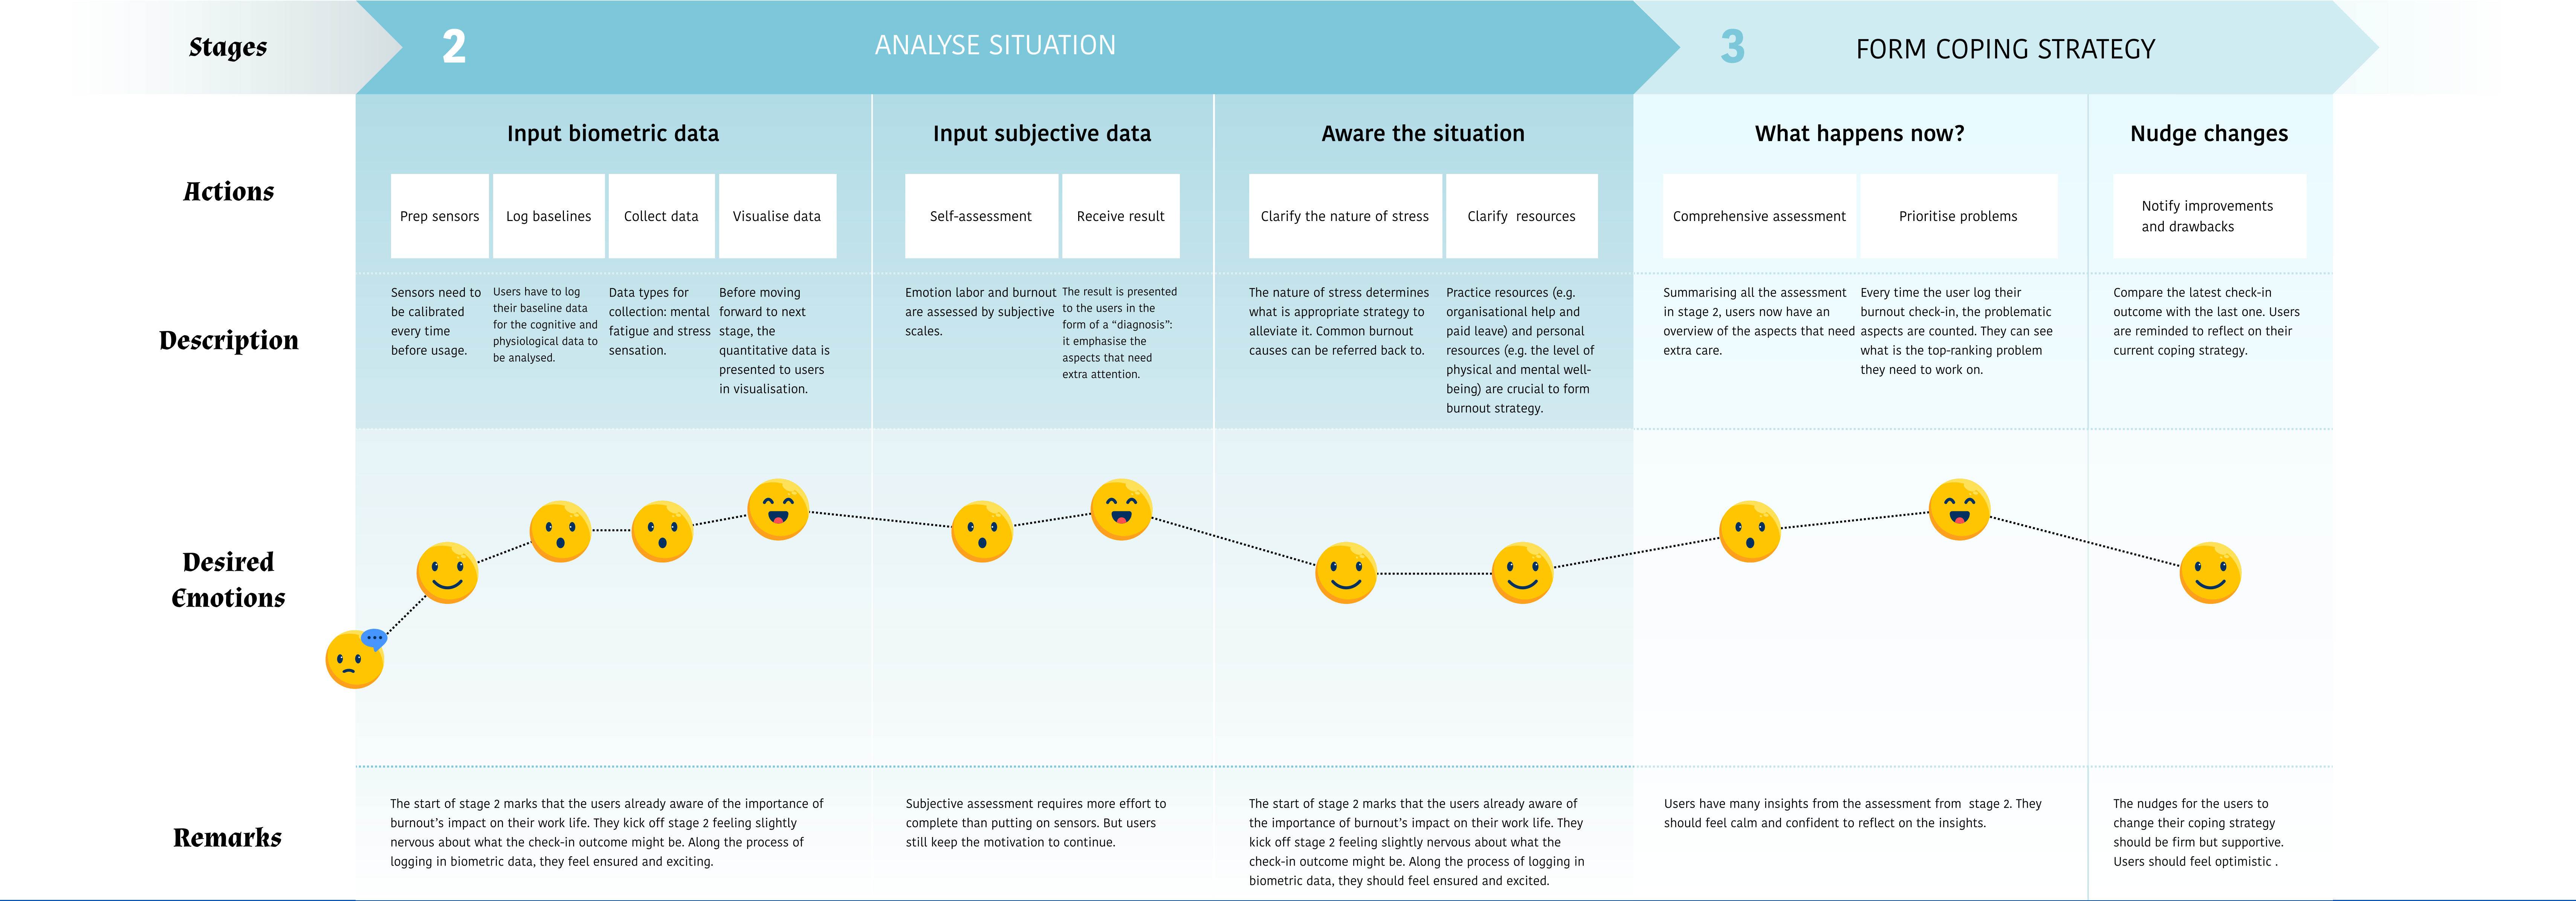 Stages
2
ANALYSE SITUATION
3
FORM COPING STRATEGY
Actions
Input biometric data
Prep sensors
Log baselines
Collect data
Visualise data
Input subjective data
Self-assessment
Receive result
Aware the situation
Clarify the nature of stress
Clarify  resources
What happens now?
Comprehensive assessment
Prioritise problems
Nudge changes
Notify improvements
and drawbacks
Description
Sensors need to
be calibrated
every time
before usage.
Users have to log
their baseline data
for the cognitive and
physiological data to
be analysed.
Data types for
collection: mental
fatigue and stress
sensation.
Before moving
forward to next
stage, the
quantitative data is
presented to users
in visualisation.
Emotion labor and burnout
are assessed by subjective
scales.
The result is presented
to the users in the
form of a “diagnosis”:
it emphasise the
aspects that need
extra attention.
The nature of stress determines
what is appropriate strategy to
alleviate it. Common burnout
causes can be referred back to.
Practice resources (e.g.
organisational help and
paid leave) and personal
resources (e.g. the level of
physical and mental well-
being) are crucial to form
burnout strategy.
Summarising all the assessment
in stage 2, users now have an
overview of the aspects that need
extra care.
Every time the user log their
burnout check-in, the problematic
aspects are counted. They can see
what is the top-ranking problem
they need to work on.
Compare the latest check-in
outcome with the last one. Users
are reminded to reflect on their
current coping strategy.
Desired
Emotions
Remarks
The start of stage 2 marks that the users already aware of the importance of
burnout’s impact on their work life. They kick off stage 2 feeling slightly
nervous about what the check-in outcome might be. Along the process of
logging in biometric data, they feel ensured and exciting.
Subjective assessment requires more effort to
complete than putting on sensors. But users
still keep the motivation to continue.
The start of stage 2 marks that the users already aware of
the importance of burnout’s impact on their work life. They
kick off stage 2 feeling slightly nervous about what the
check-in outcome might be. Along the process of logging in
biometric data, they should feel ensured and excited.
Users have many insights from the assessment from  stage 2. They
should feel calm and confident to reflect on the insights.
The nudges for the users to
change their coping strategy
should be firm but supportive.
Users should feel optimistic .